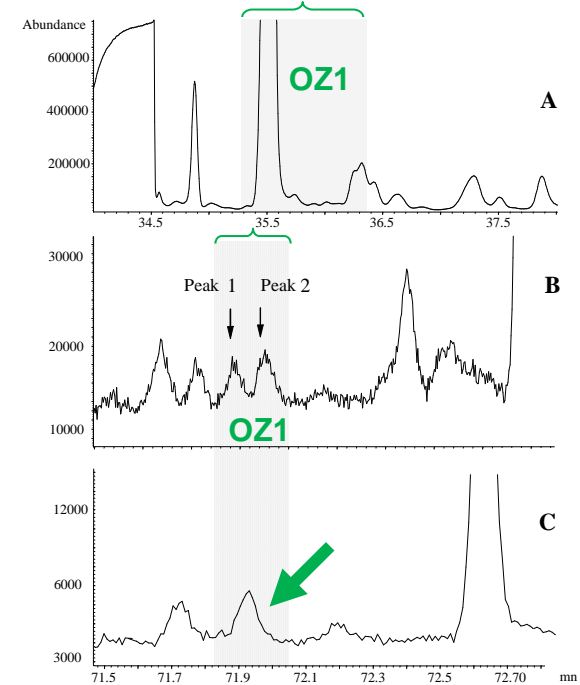 Abundance
600000
400000
200000
OZ1
A
34.5 35.5 36.5 37.5
30000
20000
10000
Peak 1 Peak 2
B
OZ1
12000
6000
3000
C
71.5 71.7 71.9 72.1 72.3 72.5 72.70 mn